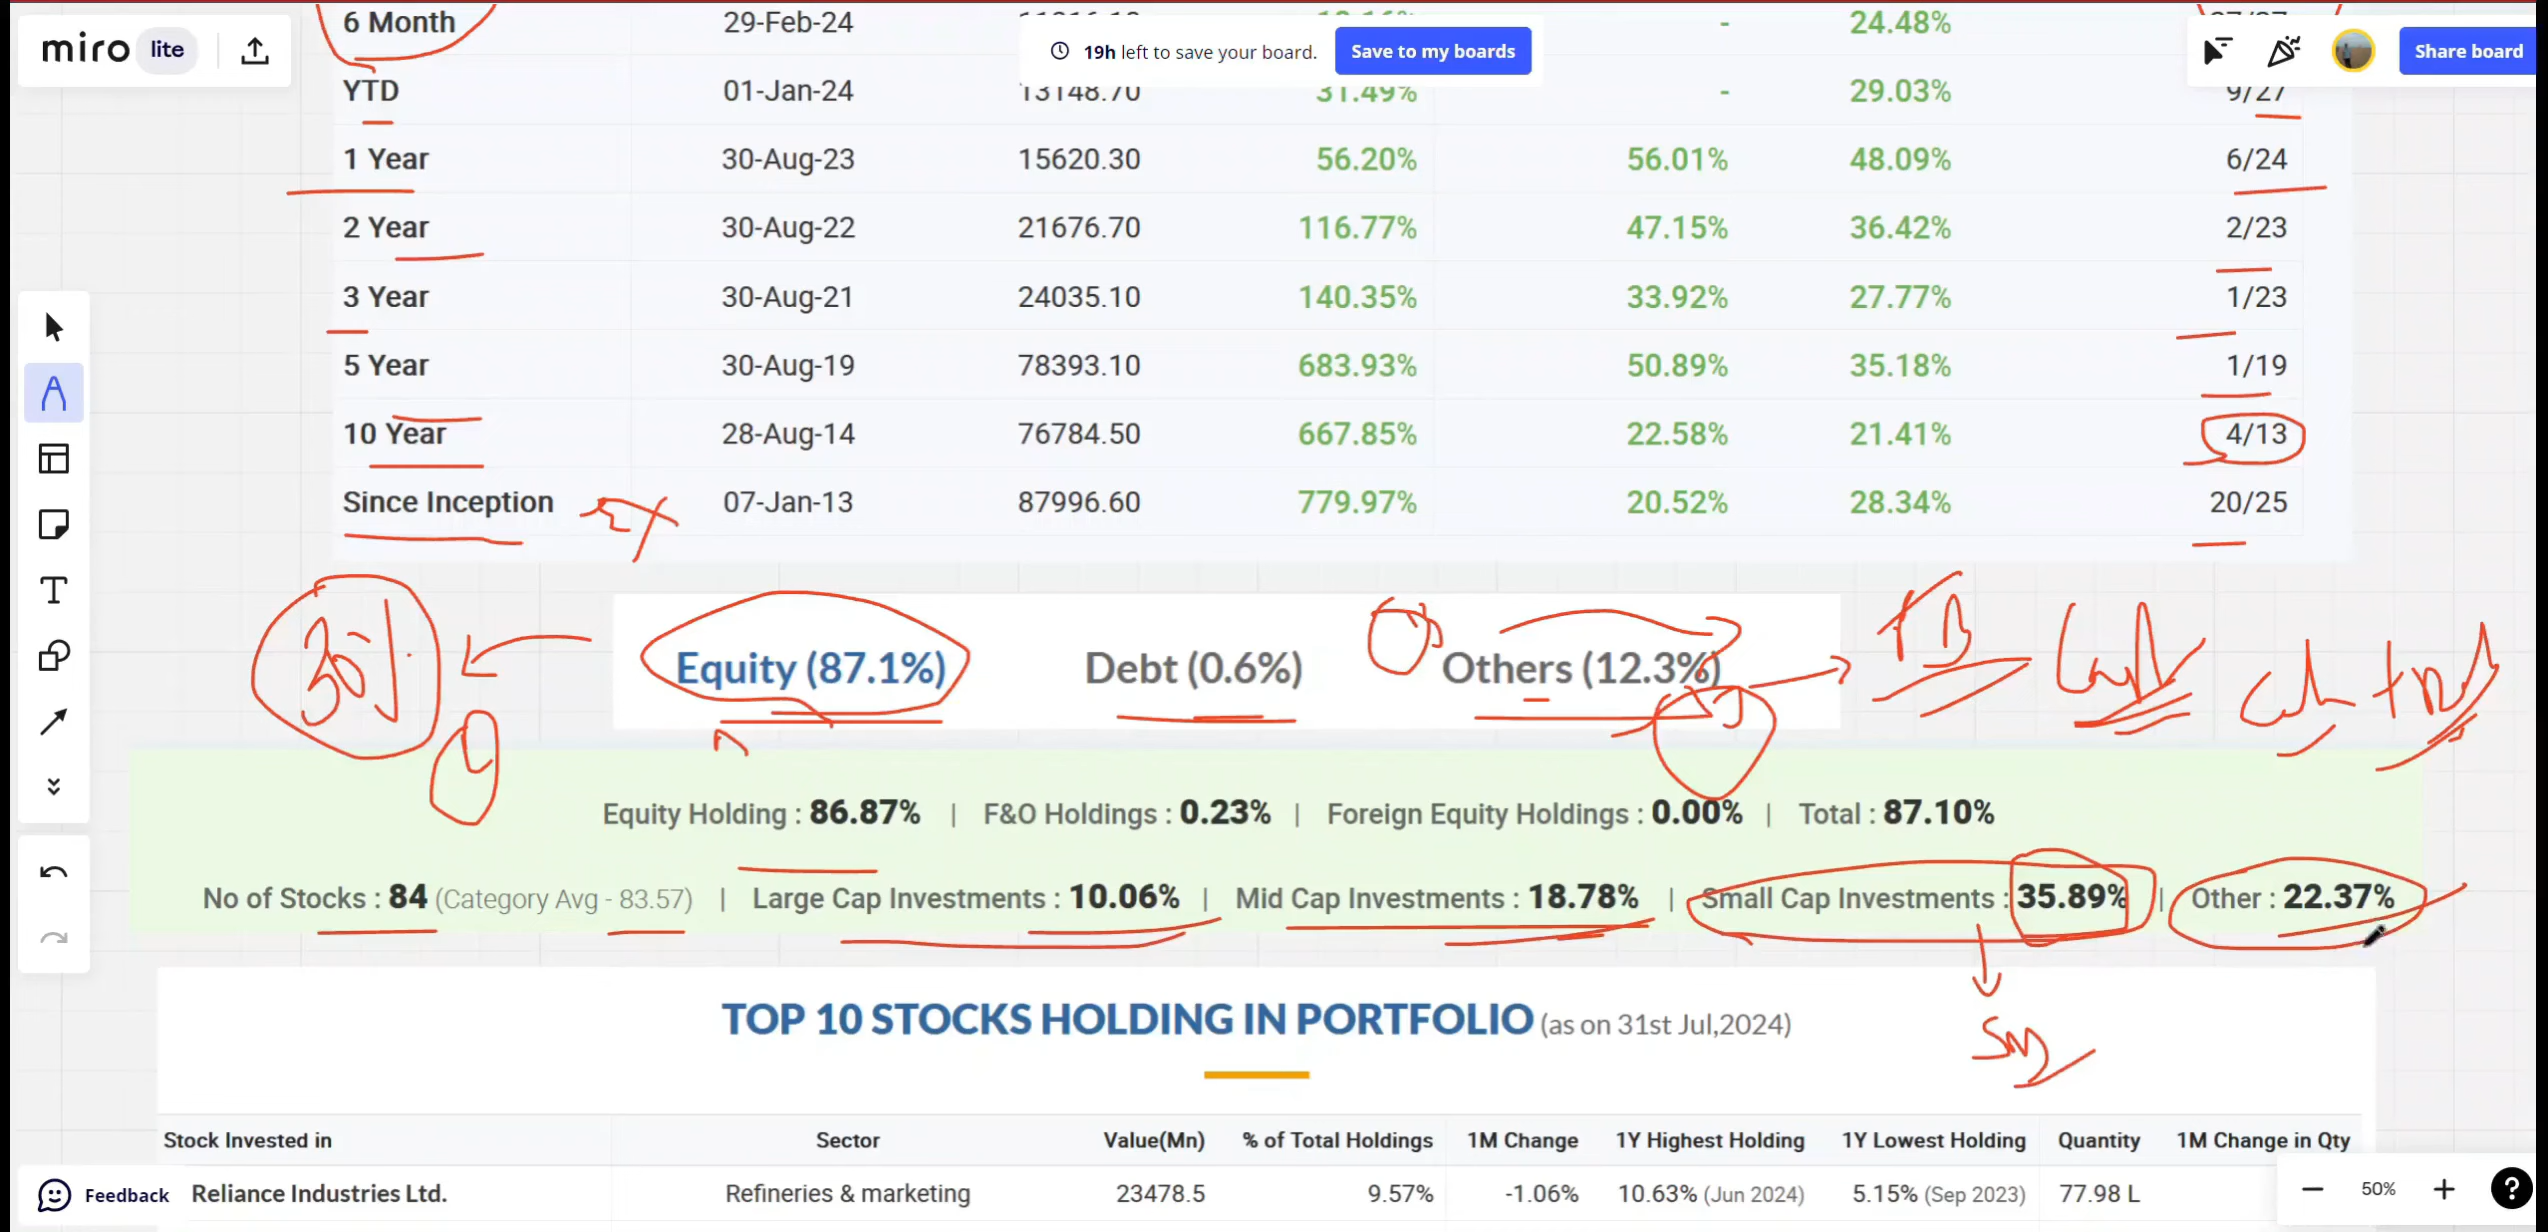 miro lite
19h left to save your board. Save to my boards
Share board
6 Month 29-Feb-24 - 24.48%
YTD 01-Jan-24 13148.70 31.49% - 29.03% 9/27
1 Year 30-Aug-23 15620.30 56.20% 56.01% 48.09% 6/24
2 Year 30-Aug-22 21676.70 116.77% 47.15% 36.42% 2/23
3 Year 30-Aug-21 24035.10 140.35% 33.92% 27.77% 1/23
5 Year 30-Aug-19 78393.10 683.93% 50.89% 35.18% 1/19
10 Year 28-Aug-14 76784.50 667.85% 22.58% 21.41% 4/13
Since Inception 07-Jan-13 87996.60 779.97% 20.52% 28.34% 20/25
Equity (87.1%) Debt (0.6%) Others (12.3%)
Equity Holding : 86.87% | F&O Holdings : 0.23% | Foreign Equity Holdings : 0.00% | Total : 87.10%
No of Stocks : 84 (Category Avg - 83.57) | Large Cap Investments : 10.06% | Mid Cap Investments : 18.78% | Small Cap Investments : 35.89% | Other : 22.37%
TOP 10 STOCKS HOLDING IN PORTFOLIO (as on 31st Jul,2024)
Stock Invested in Sector Value(Mn) % of Total Holdings 1M Change 1Y Highest Holding 1Y Lowest Holding Quantity 1M Change in Qty
Reliance Industries Ltd. Refineries & marketing 23478.5 9.57% -1.06% 10.63% (Jun 2024) 5.15% (Sep 2023) 77.98 L
Feedback
50%